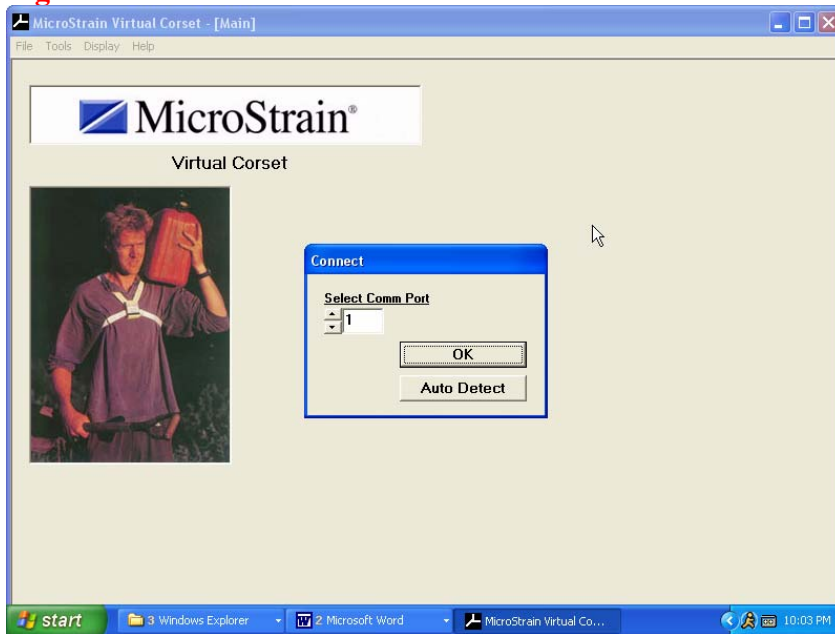 MicroStrain Virtual Corset - [Main]
File Tools Display Help
MicroStrain®
Virtual Corset
Connect
Select Comm Port
1
OK
Auto Detect
start
3 Windows Explorer
2 Microsoft Word
MicroStrain Virtual Co...
10:03 PM